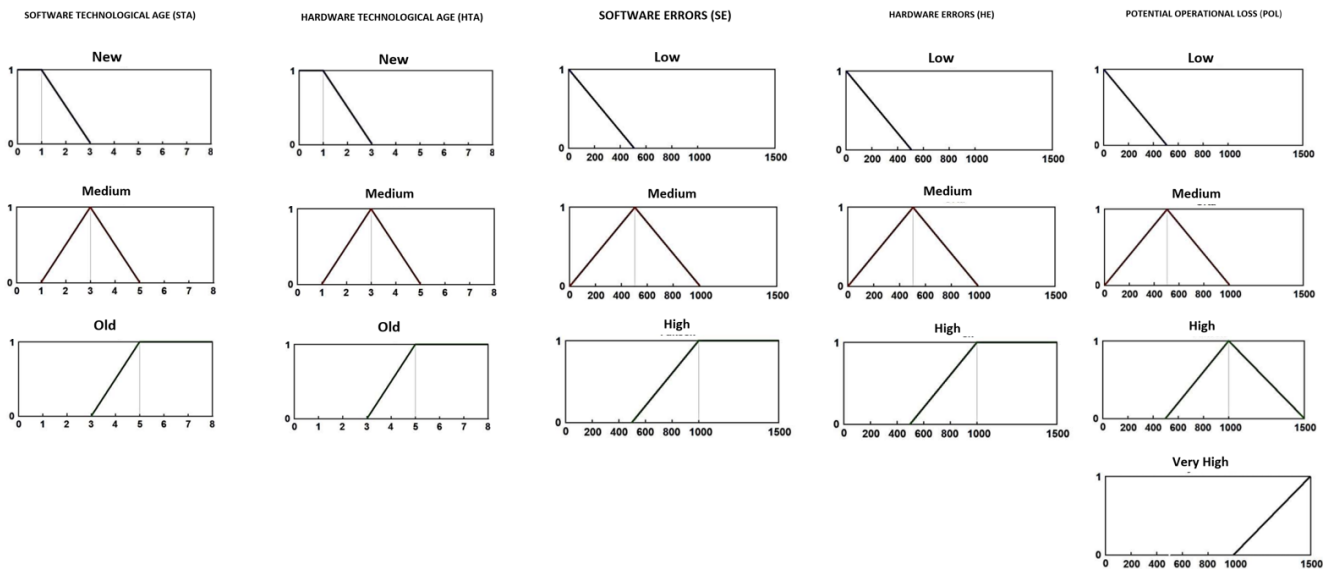 SOFTWARE TECHNOLOGICAL AGE (STA)
HARDWARE TECHNOLOGICAL AGE (HTA)
SOFTWARE ERRORS (SE)
HARDWARE ERRORS (HE)
POTENTIAL OPERATIONAL LOSS (POL)
New
New
Low
Low
Low
1
0
0 1 2 3 4 5 6 7 8
1
0
0 1 2 3 4 5 6 7 8
1
0
0 200 400 600 1000 1500
1
0
0 200 400 600 1000 1500
1
0
0 200 400 600 800 1000 1500
Medium
Medium
Medium
Medium
Medium
1
0
0 1 2 3 4 5 6 7 8
1
0
0 1 2 3 4 5 6 7 8
1
0
0 200 400 600 1000 1500
1
0
0 200 400 600 1000 1500
1
0
0 200 400 600 800 1000 1500
Old
Old
High
High
High
1
0
0 1 2 3 4 5 6 7 8
1
0
0 1 2 3 4 5 6 7 8
1
0
0 200 400 600 1000 1500
1
0
0 200 400 600 1000 1500
1
0
0 200 400 600 800 1000 1500
Very High
1
0
0 200 400 600 800 1000 1500